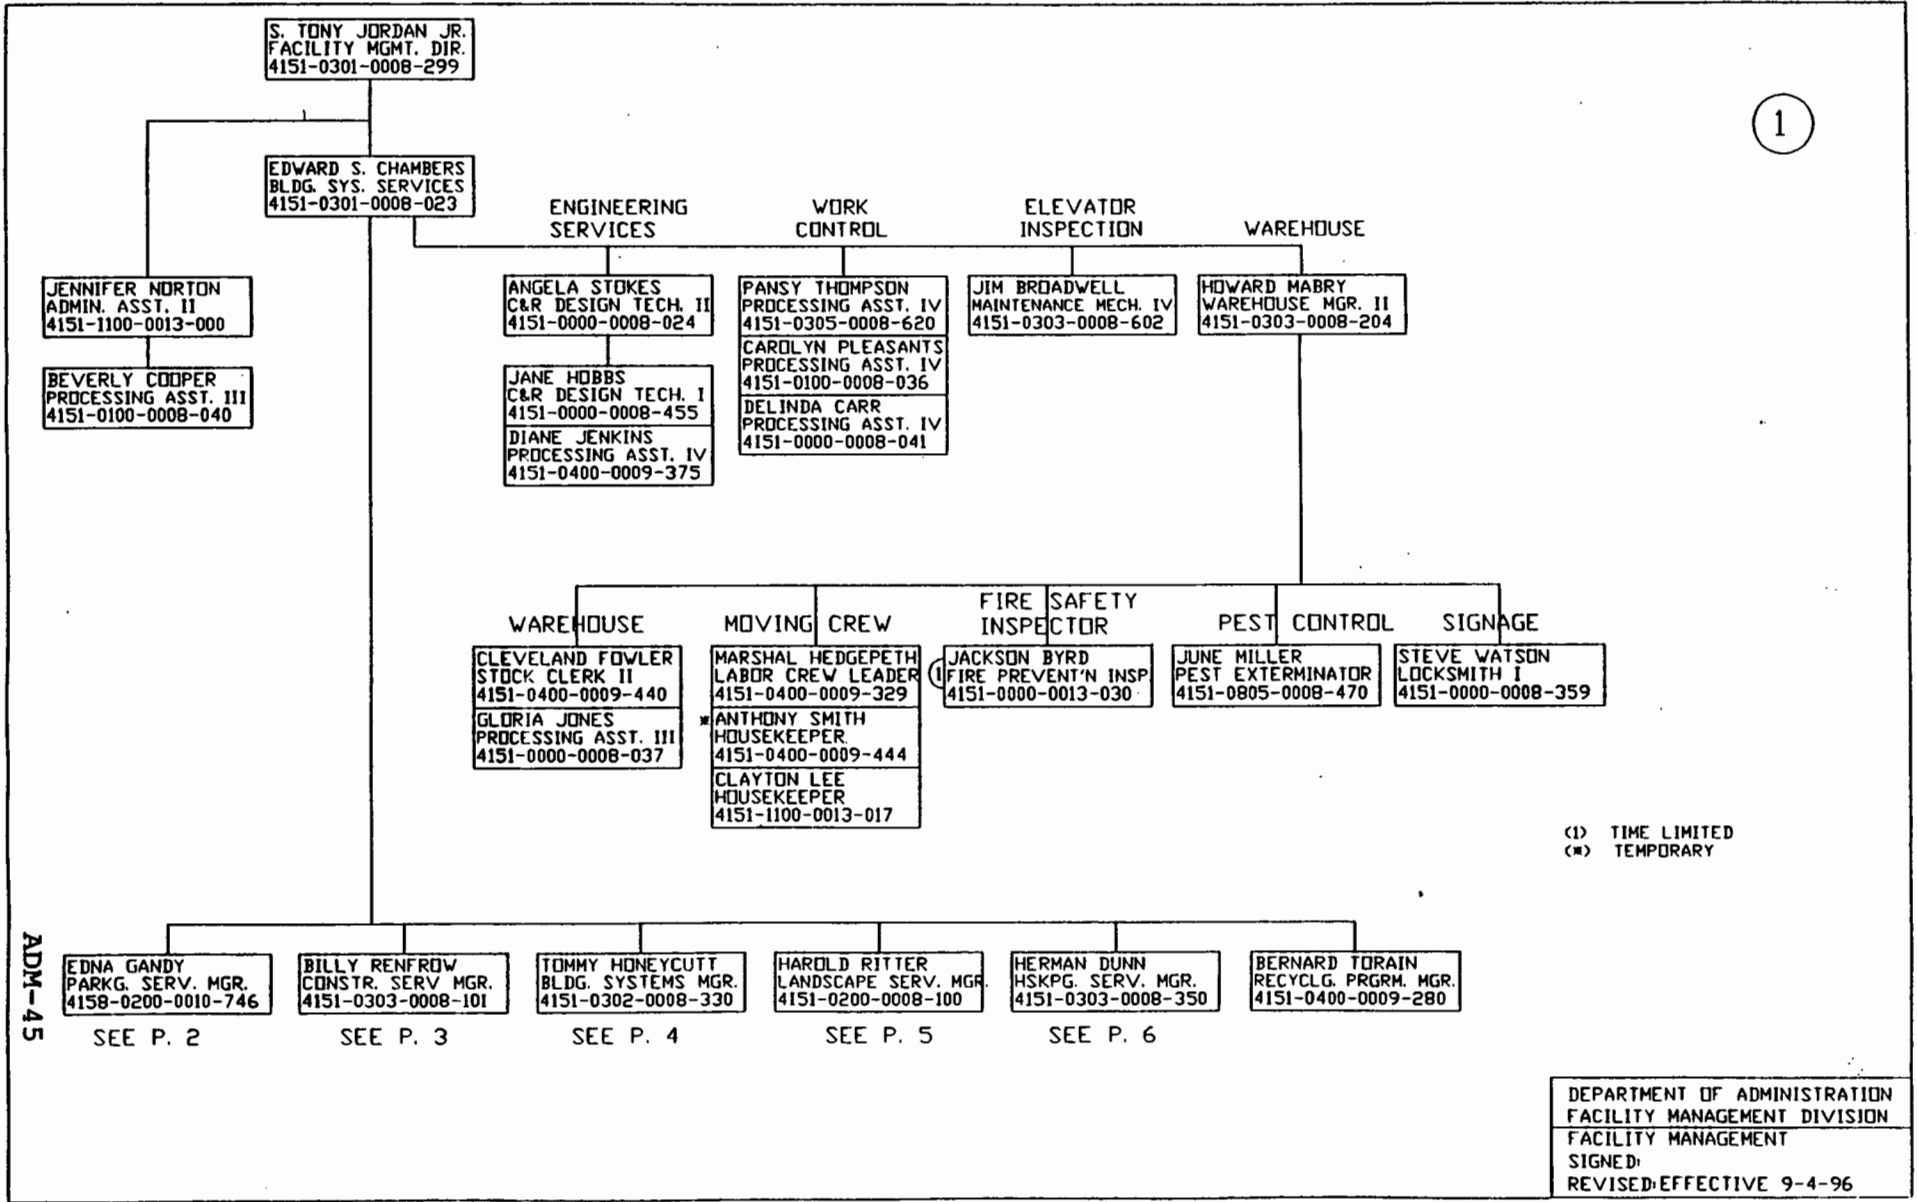 S. TONY JORDAN JR.
FACILITY MGMT. DIR.
4151-0301-0008-299
1
EDWARD S. CHAMBERS
BLDG. SYS. SERVICES
4151-0301-0008-023
ENGINEERING
SERVICES
WORK
CONTROL
ELEVATOR
INSPECTION
WAREHOUSE
JENNIFER NORTON
ADMIN. ASST. II
4151-1100-0013-000
BEVERLY COOPER
PROCESSING ASST. III
4151-0100-0008-040
ANGELA STOKES
C&R DESIGN TECH. II
4151-0000-0008-024
JANE HOBBS
C&R DESIGN TECH. I
4151-0000-0008-455
DIANE JENKINS
PROCESSING ASST. IV
4151-0400-0009-375
PANSY THOMPSON
PROCESSING ASST. IV
4151-0305-0008-620
CAROLYN PLEASANTS
PROCESSING ASST. IV
4151-0100-0008-036
DELINDA CARR
PROCESSING ASST. IV
4151-0000-0008-041
JIM BROADWELL
MAINTENANCE MECH. IV
4151-0303-0008-602
HOWARD MABRY
WAREHOUSE MGR. II
4151-0303-0008-204
WAREHOUSE
CLEVELAND FOWLER
STOCK CLERK II
4151-0400-0009-440
GLORIA JONES
PROCESSING ASST. III
4151-0000-0008-037
MOVING CREW
MARSHAL HEDGEPETH
LABOR CREW LEADER
4151-0400-0009-329
* ANTHONY SMITH
HOUSEKEEPER
4151-0400-0009-444
CLAYTON LEE
HOUSEKEEPER
4151-1100-0013-017
FIRE SAFETY
INSPECTOR
JACKSON BYRD
(1 FIRE PREVENT'N INSP
4151-0000-0013-030
PEST CONTROL
JUNE MILLER
PEST EXTERMINATOR
4151-0805-0008-470
SIGNAGE
STEVE WATSON
LOCKSMITH I
4151-0000-0008-359
(1) TIME LIMITED
(*) TEMPORARY
EDNA GANDY
PARKG. SERV. MGR.
4158-0200-0010-746
SEE P. 2
BILLY RENFROW
CONSTR. SERV MGR.
4151-0303-0008-101
SEE P. 3
TOMMY HONEYCUTT
BLDG. SYSTEMS MGR.
4151-0302-0008-330
SEE P. 4
HAROLD RITTER
LANDSCAPE SERV. MGR.
4151-0200-0008-100
SEE P. 5
HERMAN DUNN
HSKPG. SERV. MGR.
4151-0303-0008-350
SEE P. 6
BERNARD TORAIN
RECYCLG. PRGRM. MGR.
4151-0400-0009-280
ADM-45
DEPARTMENT OF ADMINISTRATION
FACILITY MANAGEMENT DIVISION
FACILITY MANAGEMENT
SIGNED:
REVISED:EFFECTIVE 9-4-96